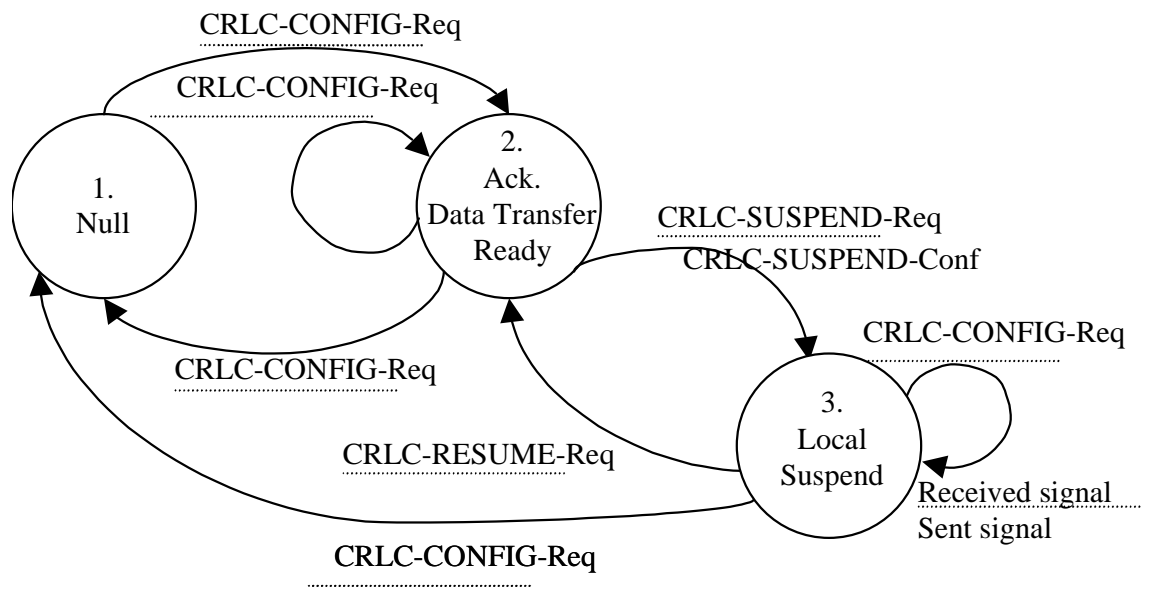 CRLC-CONFIG-Req
CRLC-CONFIG-Req
1.
Null
2.
Ack.
Data Transfer
Ready
CRLC-SUSPEND-Req
CRLC-SUSPEND-Conf
CRLC-CONFIG-Req
CRLC-CONFIG-Req
3.
Local
Suspend
CRLC-RESUME-Req
Received signal
Sent signal
CRLC-CONFIG-Req